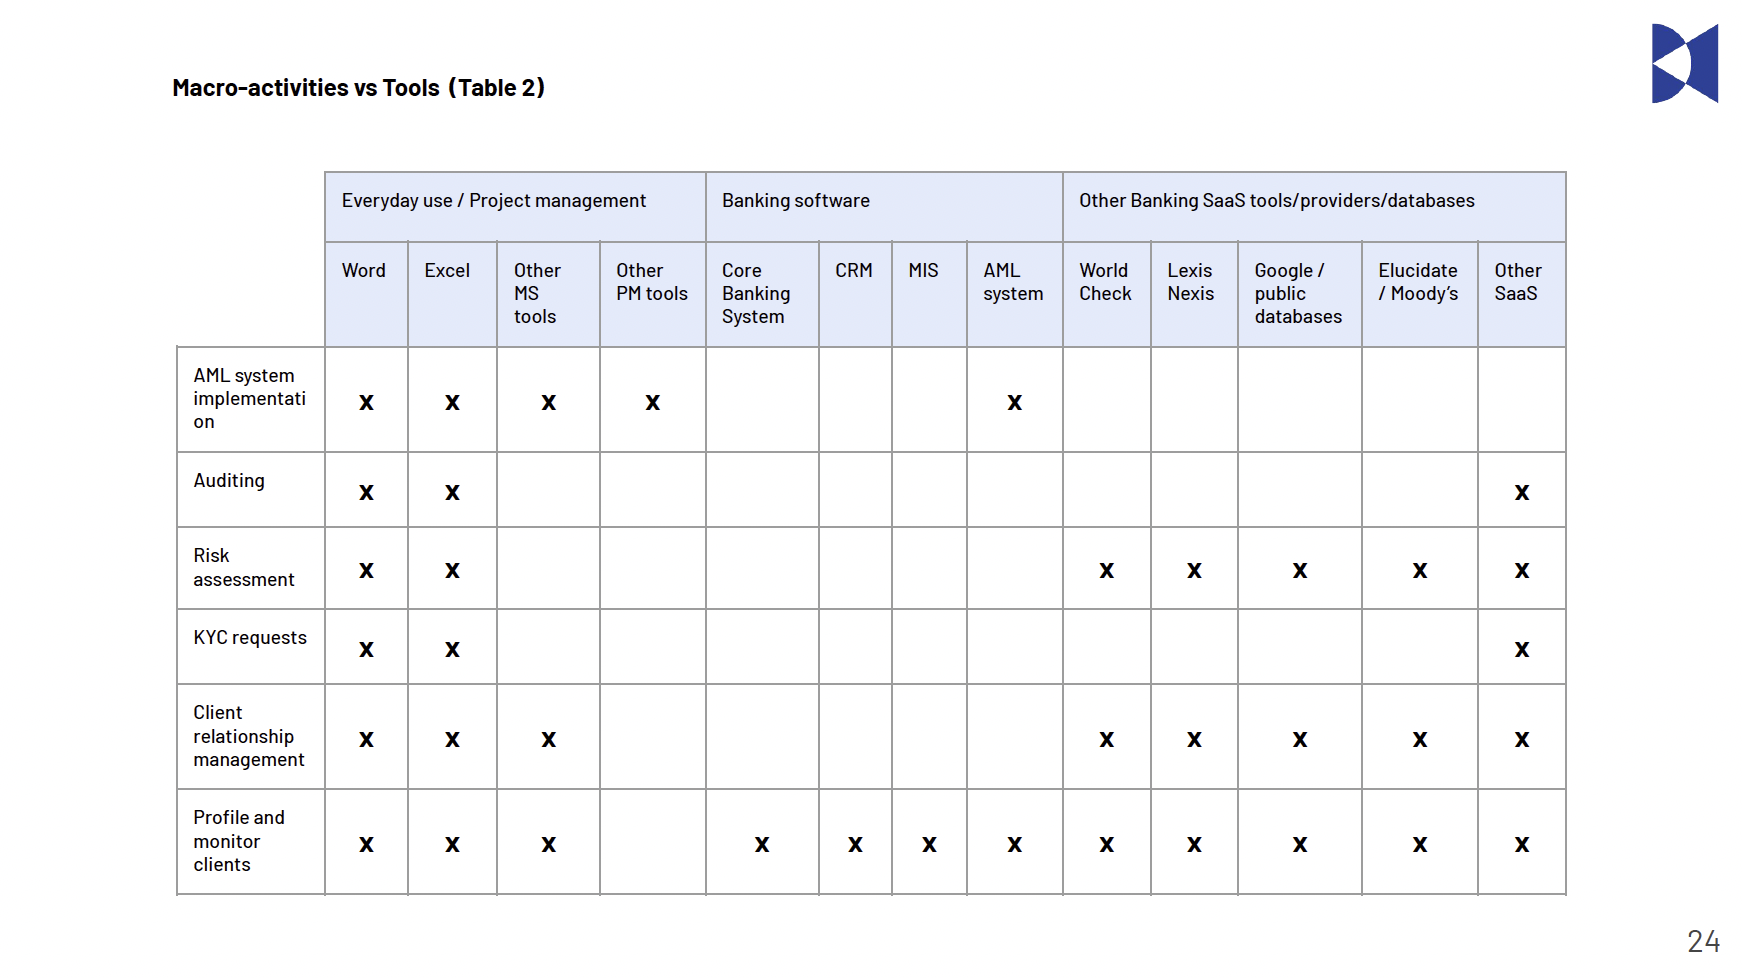 Macro-activities vs Tools (Table 2)
Everyday use / Project management
Banking software
Other Banking SaaS tools/providers/databases
Word
Excel
Other
MS
tools
Other
PM tools
Core
Banking
System
CRM
MIS
AML
system
World
Check
Lexis
Nexis
Google /
public
databases
Elucidate
/ Moody's
Other
SaaS
AML system
implementati
on
x x x x x
Auditing
x x x
Risk
assessment
x x x x x x x
KYC requests
x x x
Client
relationship
management
x x x x x x x x
Profile and
monitor
clients
x x x x x x x x x x x x
24